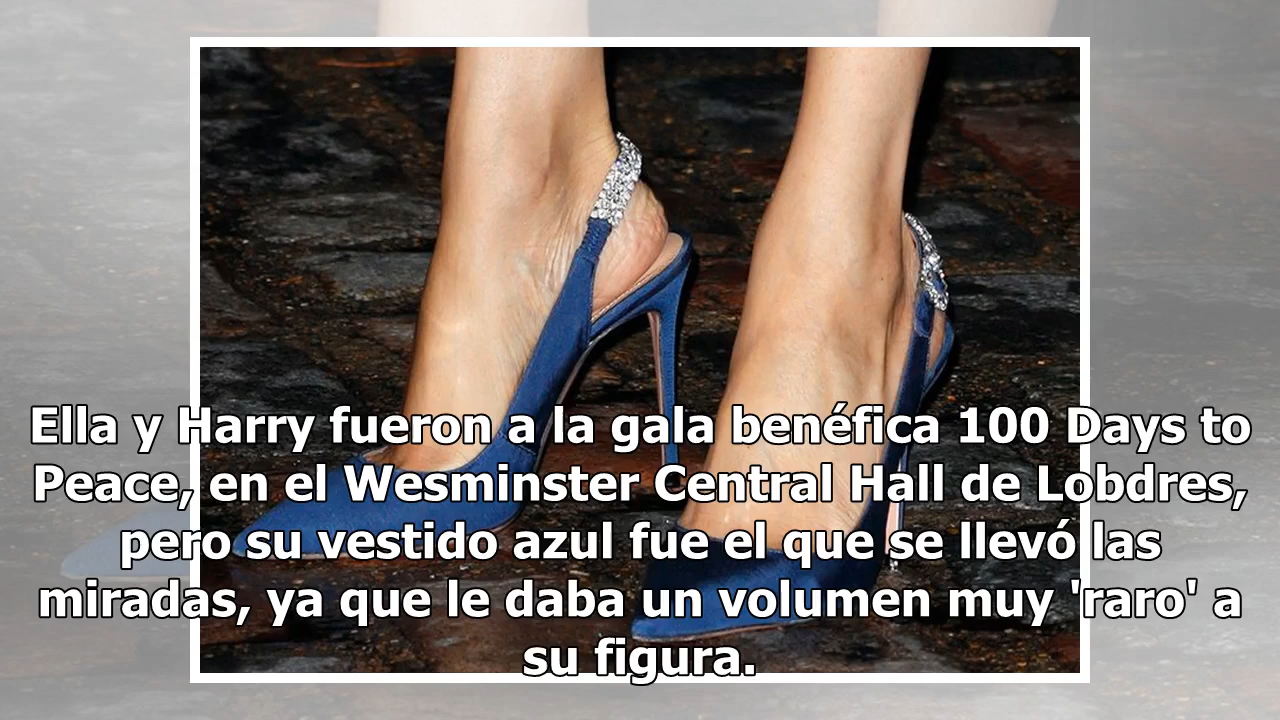 Ella y Harry fueron a la gala benéfica 100 Days to
Peace, en el Wesminster Central Hall de Lobdres,
pero su vestido azul fue el que se llevó las
miradas, ya que le daba un volumen muy 'raro' a
su figura.